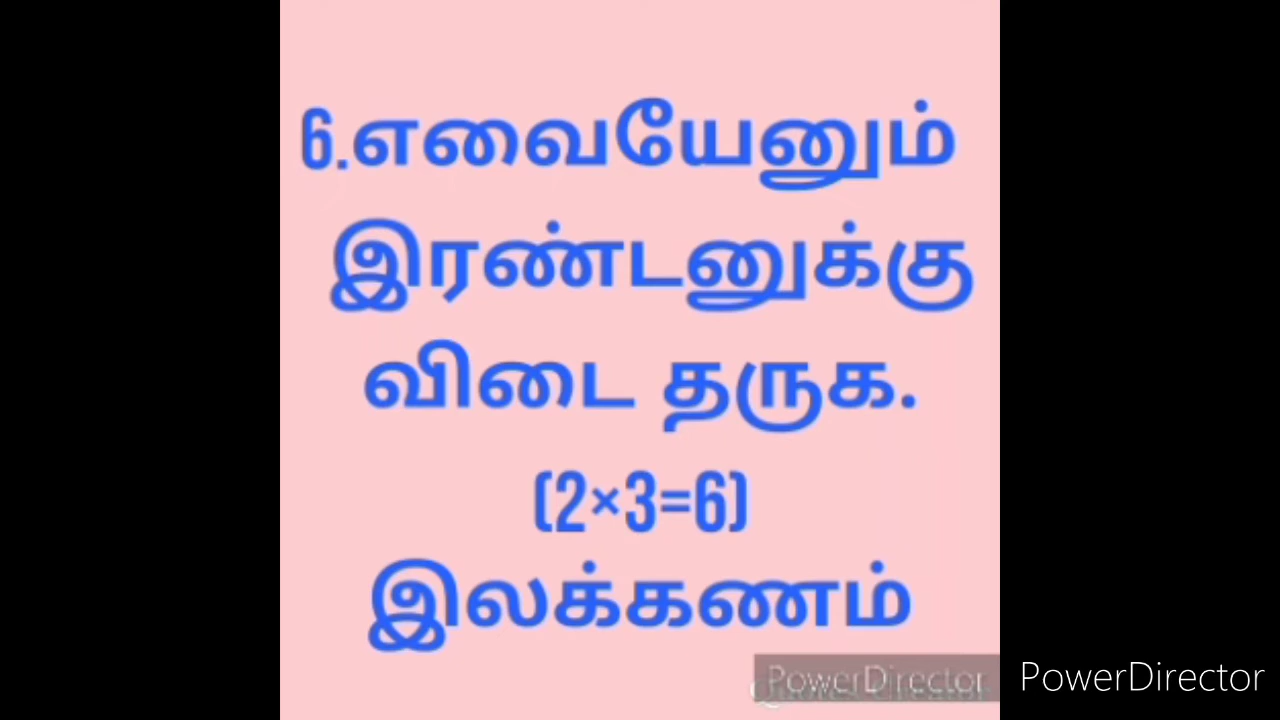 6.எவையேனும்
இரண்டனுக்கு
விடை தருக.
(2×3=6)
இலக்கணம்
PowerDirector
PowerDirector